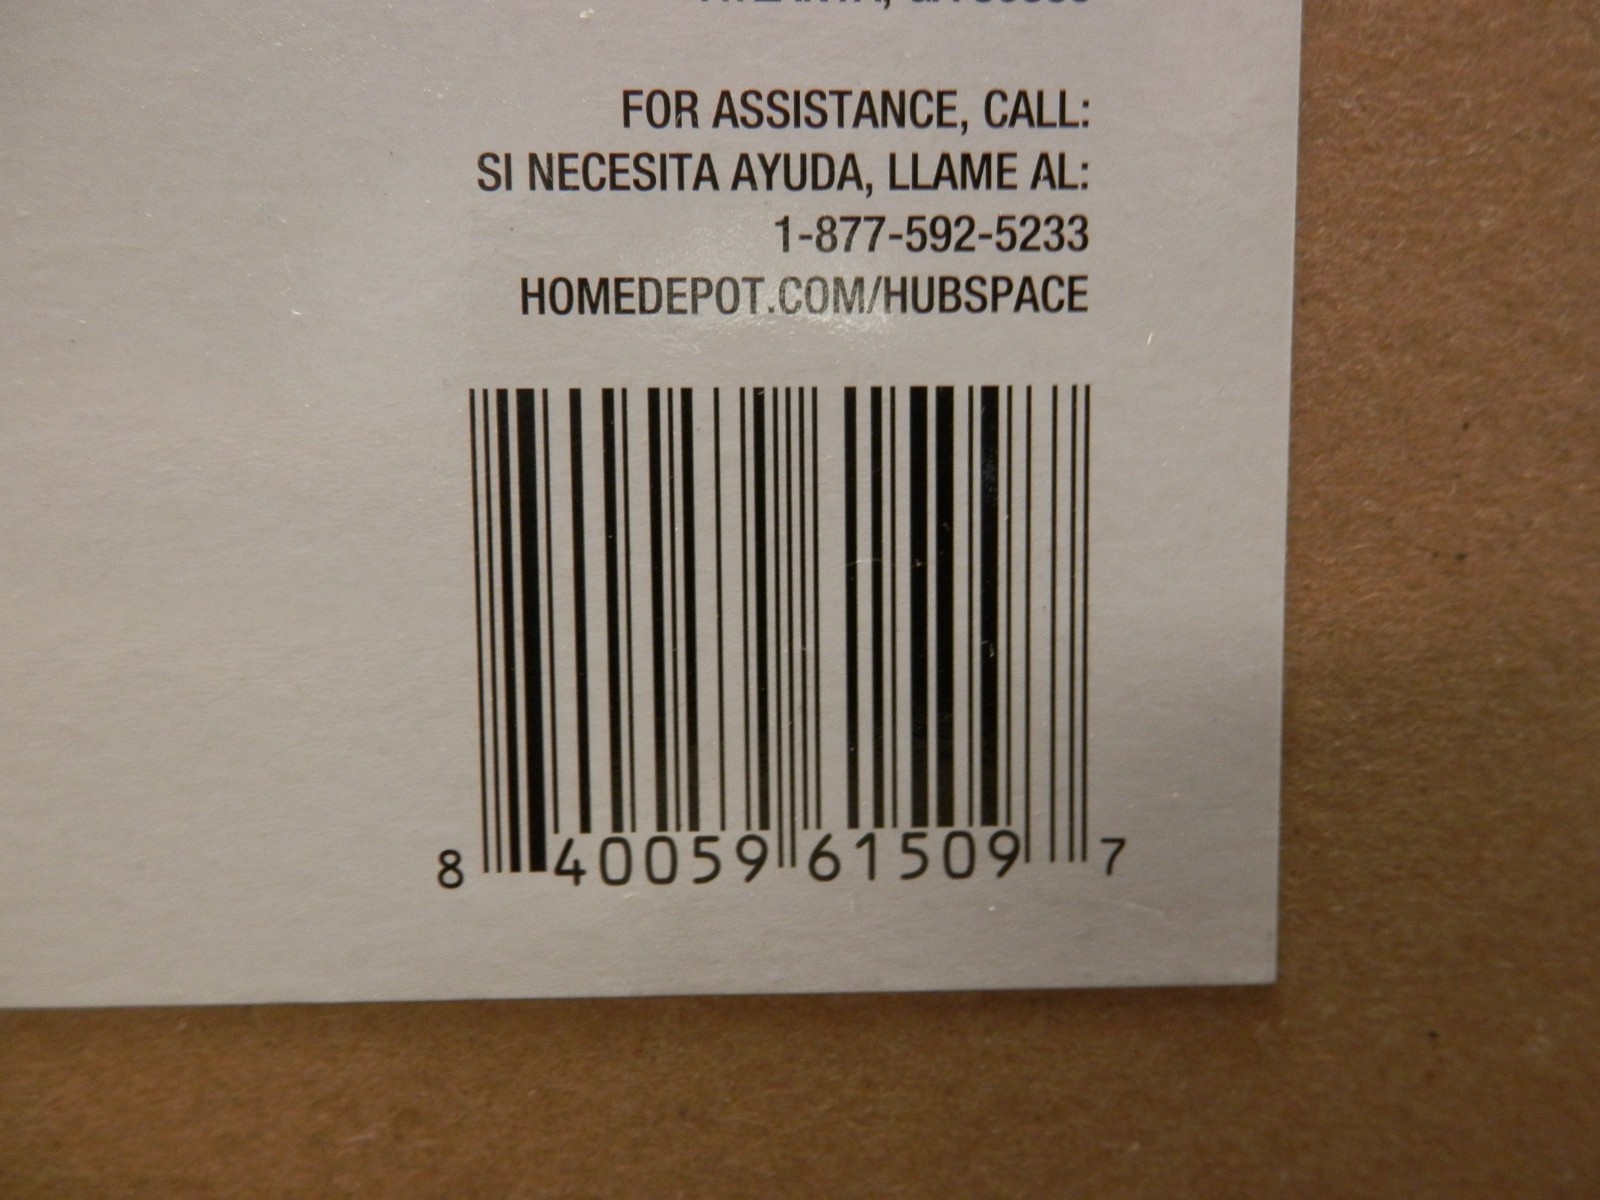 FOR ASSISTANCE, CALL:
SI NECESITA AYUDA, LLAME AL:
1-877-592-5233
HOMEDEPOT.COM/HUBSPACE
8 40059 61509 7